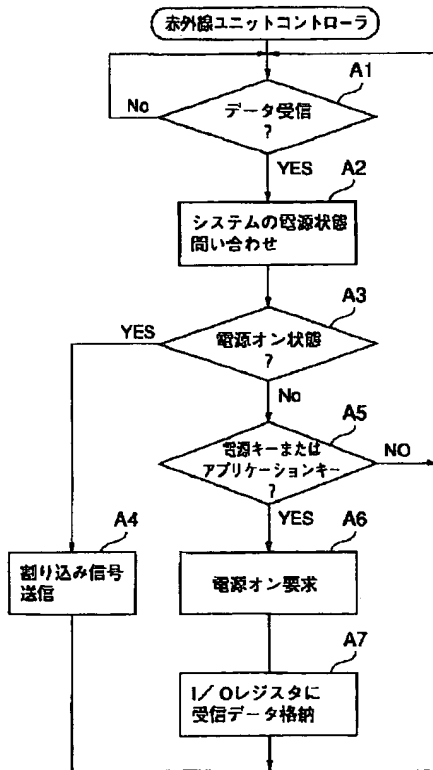 赤外線ユニットコントローラ
A1
No
データ受信
?
YES
A2
システムの電源状態
問い合わせ
A3
YES
電源オン状態
?
No
A5
電源キーまたは
アプリケーションキー
?
NO
YES
A4
割り込み信号
送信
A6
電源オン要求
A7
I/Oレジスタに
受信データ格納